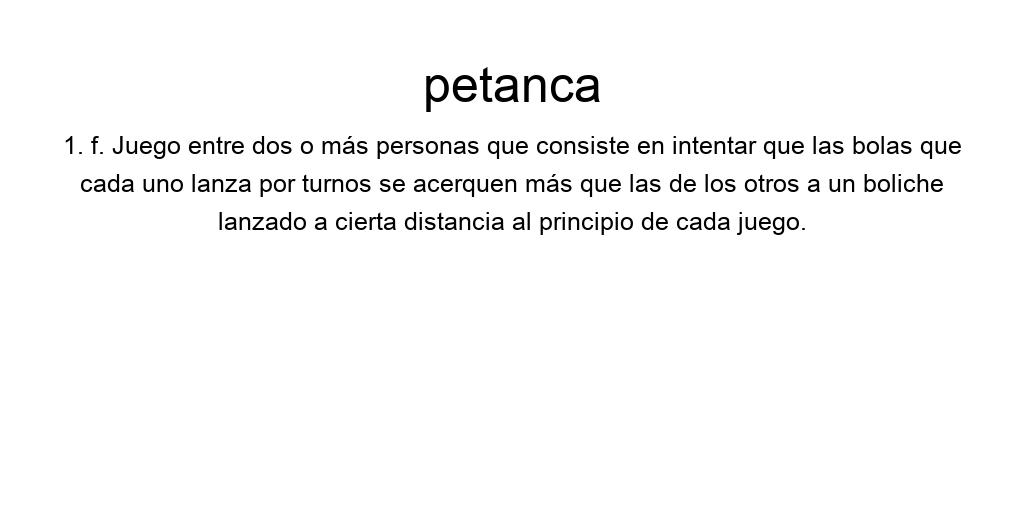 petanca
1. f. Juego entre dos o más personas que consiste en intentar que las bolas que
cada uno lanza por turnos se acerquen más que las de los otros a un boliche
lanzado a cierta distancia al principio de cada juego.